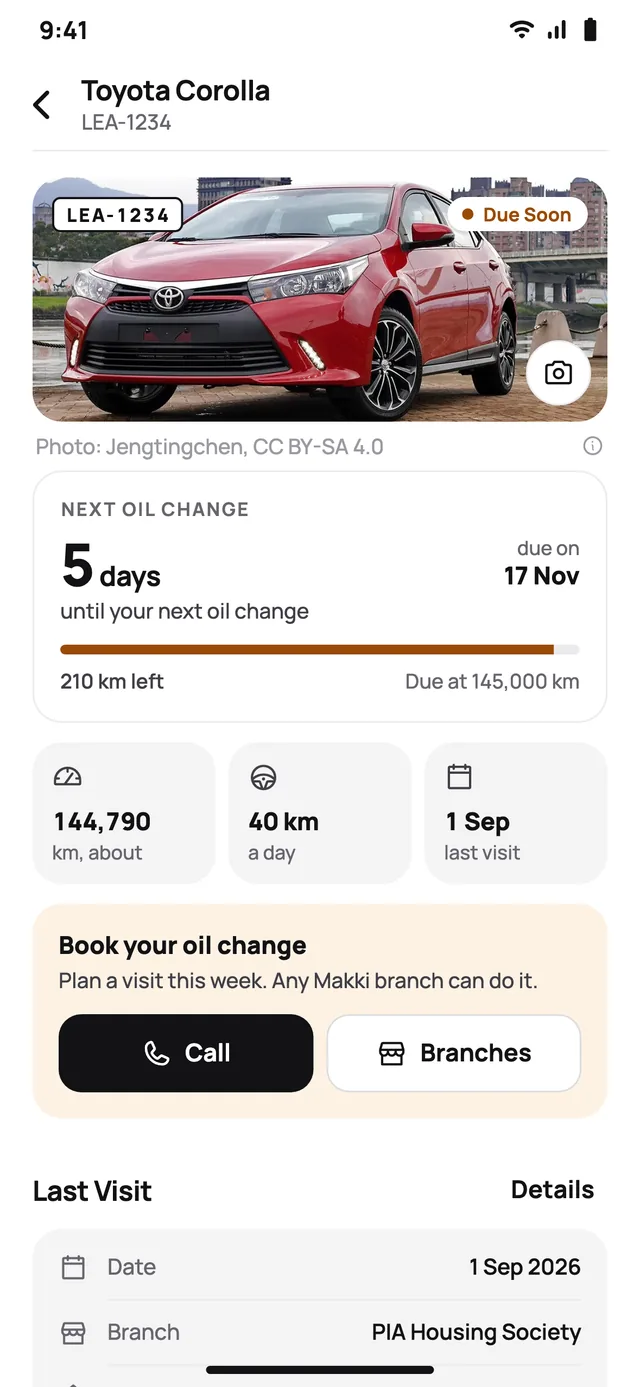 9:41
Toyota Corolla
LEA-1234
LEA-1234
Due Soon
Photo: Jengtingchen, CC BY-SA 4.0
NEXT OIL CHANGE
5 days
due on
17 Nov
until your next oil change
210 km left
Due at 145,000 km
144,790
km, about
40 km
a day
1 Sep
last visit
Book your oil change
Plan a visit this week. Any Makki branch can do it.
Call
Branches
Last Visit
Details
Date
1 Sep 2026
Branch
PIA Housing Society